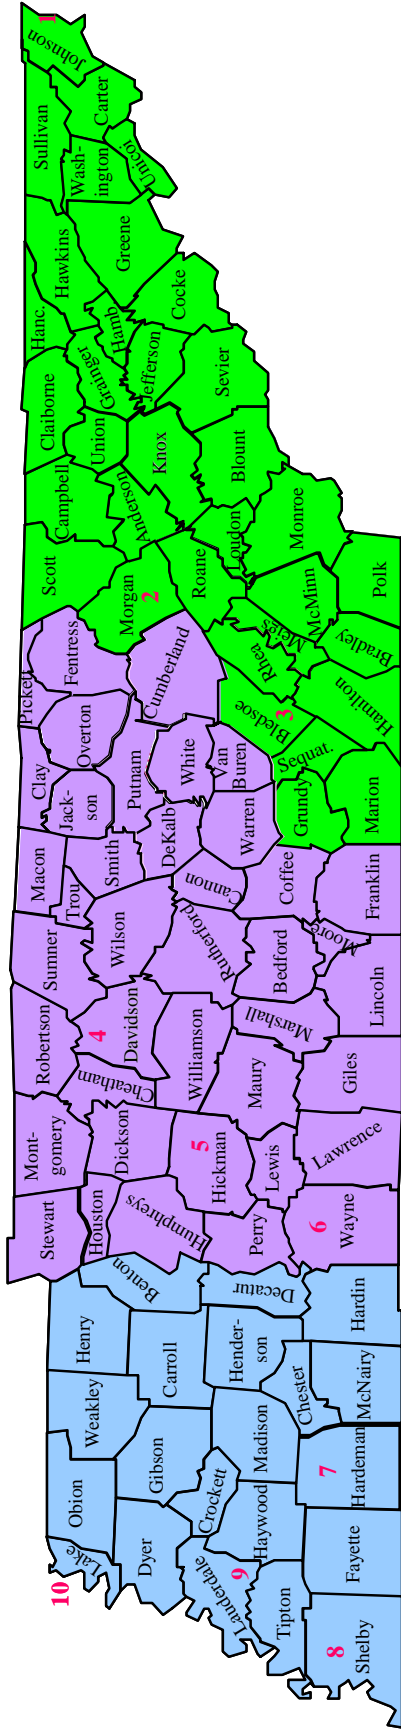 1
Johnson
Carter
Sullivan
Unicoi
Wash-
ington
Greene
Hawkins
Hanc.
Hamb
Cocke
Jefferson
Grainger
Sevier
Claiborne
Union
Knox
Blount
Campbell
Anderson
Loudon
Monroe
Scott
Morgan
2
Roane
McMinn
Meigs
Polk
Bradley
Rhea
Hamilton
Bledsoe
3
Sequat.
Grundy
Marion
Pickett
Fentress
Cumberland
Overton
Clay
Jack-
son
Putnam
White
Van
Buren
Warren
DeKalb
Smith
Macon
Trou
Cannon
Coffee
Franklin
Moore
Sumner
Wilson
Rutherford
Bedford
Lincoln
Robertson
4
Davidson
Cheatham
Williamson
Marshall
Maury
Giles
Mont-
gomery
Dickson
5
Hickman
Lewis
Lawrence
Stewart
Houston
Humphreys
Perry
6
Wayne
Benton
Decatur
Hardin
Henry
Carroll
Hender-
son
Chester
McNairy
Weakley
Gibson
Madison
7
Hardeman
Obion
Crockett
Haywood
Fayette
10
Lake
Dyer
Lauderdale
9
Tipton
8
Shelby